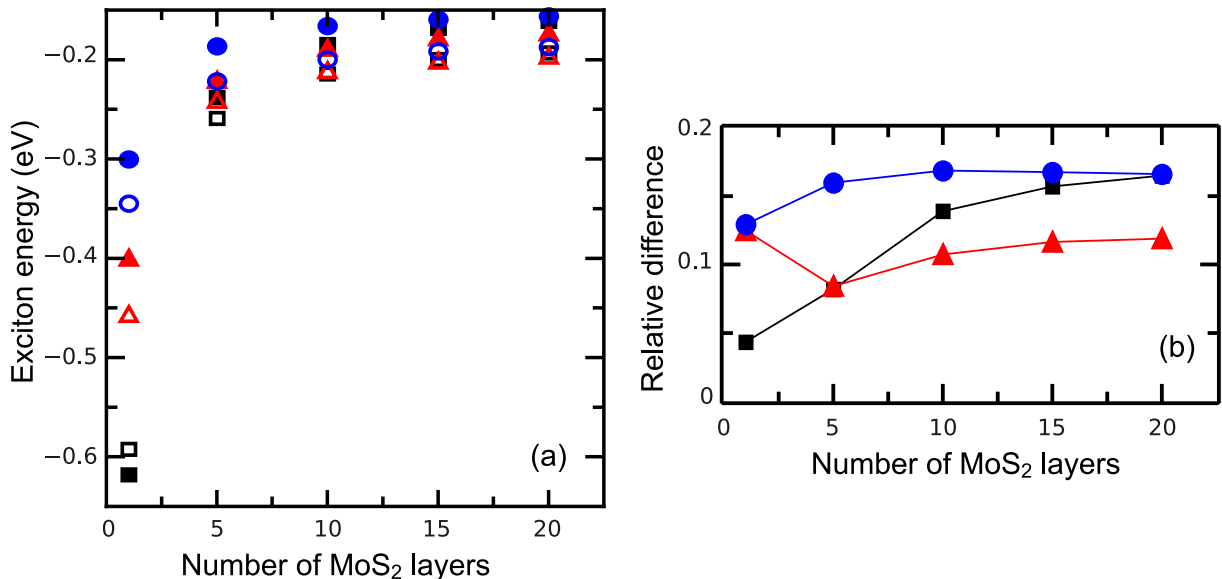 −0.2
−0.3
−0.4
−0.5
−0.6
Exciton energy (eV)
(a)
0 5 10 15 20
Number of MoS₂ layers
0.2
0.1
0
Relative difference
(b)
0 5 10 15 20
Number of MoS₂ layers